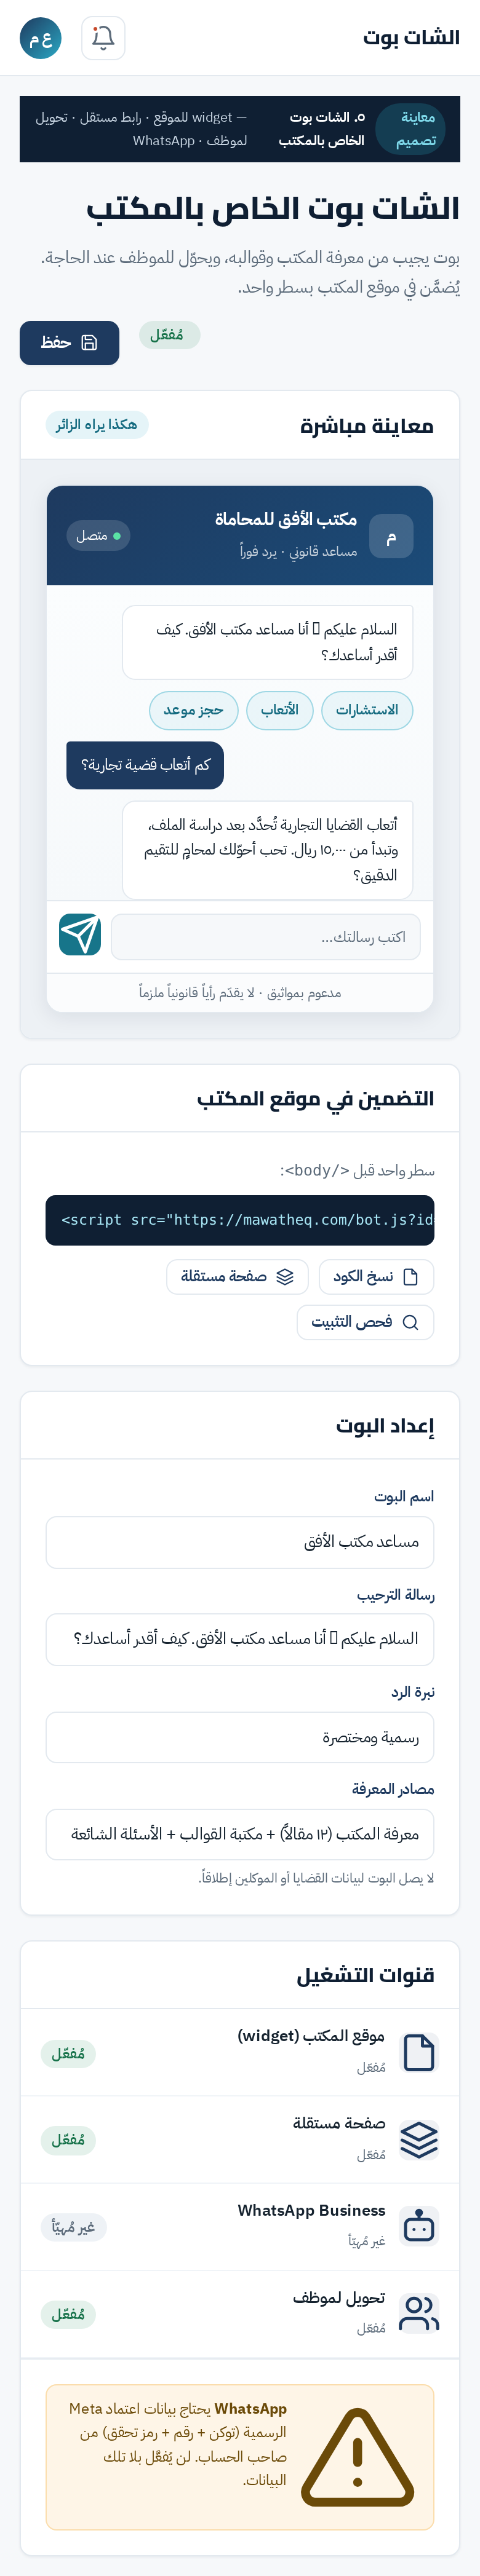 الشات بوت
ع م
معاينة تصميم
٥. الشات بوت الخاص بالمكتب
— widget للموقع · رابط مستقل · تحويل لموظف · WhatsApp
الشات بوت الخاص بالمكتب
بوت يجيب من معرفة المكتب وقوالبه، ويحوّل للموظف عند الحاجة.
يُضمَّن في موقع المكتب بسطر واحد.
مُفعّل
حفظ
معاينة مباشرة
هكذا يراه الزائر
م
مكتب الأفق للمحاماة
مساعد قانوني · يرد فوراً
متصل
السلام عليكم أنا مساعد مكتب الأفق. كيف
أقدر أساعدك؟
الاستشارات
الأتعاب
حجز موعد
كم أتعاب قضية تجارية؟
أتعاب القضايا التجارية تُحدَّد بعد دراسة الملف،
وتبدأ من ١٥٬٠٠٠ ريال. تحب أحوّلك لمحامٍ للتقيم
الدقيق؟
اكتب رسالتك...
مدعوم بمواثيق · لا يقدّم رأياً قانونياً ملزماً
التضمين في موقع المكتب
سطر واحد قبل </body>:
<script src="https://mawatheq.com/bot.js?id=
نسخ الكود
صفحة مستقلة
فحص التثبيت
إعداد البوت
اسم البوت
مساعد مكتب الأفق
رسالة الترحيب
السلام عليكم أنا مساعد مكتب الأفق. كيف أقدر أساعدك؟
نبرة الرد
رسمية ومختصرة
مصادر المعرفة
معرفة المكتب (١٢ مقالاً) + مكتبة القوالب + الأسئلة الشائعة
لا يصل البوت لبيانات القضايا أو الموكلين إطلاقاً.
قنوات التشغيل
موقع المكتب (widget)
مُفعّل
مُفعّل
صفحة مستقلة
مُفعّل
مُفعّل
WhatsApp Business
غير مُهيّأ
غير مُهيّأ
تحويل لموظف
مُفعّل
مُفعّل
WhatsApp يحتاج بيانات اعتماد Meta
الرسمية (توكن + رقم + رمز تحقق) من
صاحب الحساب. لن يُفعَّل بلا تلك
البيانات.